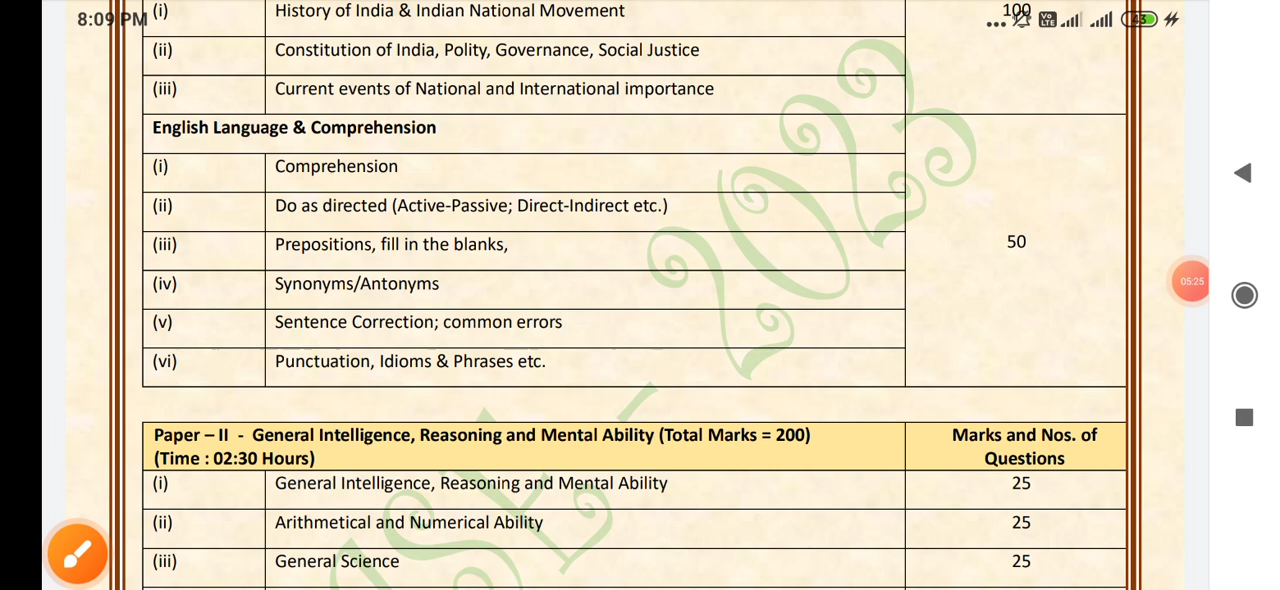 8:09 PM
43
(i) History of India & Indian National Movement 100
(ii) Constitution of India, Polity, Governance, Social Justice
(iii) Current events of National and International importance
English Language & Comprehension
(i) Comprehension
(ii) Do as directed (Active-Passive; Direct-Indirect etc.)
(iii) Prepositions, fill in the blanks,
50
(iv) Synonyms/Antonyms
(v) Sentence Correction; common errors
(vi) Punctuation, Idioms & Phrases etc.
05:25
Paper – II - General Intelligence, Reasoning and Mental Ability (Total Marks = 200) Marks and Nos. of
(Time : 02:30 Hours) Questions
(i) General Intelligence, Reasoning and Mental Ability 25
(ii) Arithmetical and Numerical Ability 25
(iii) General Science 25
- 2023